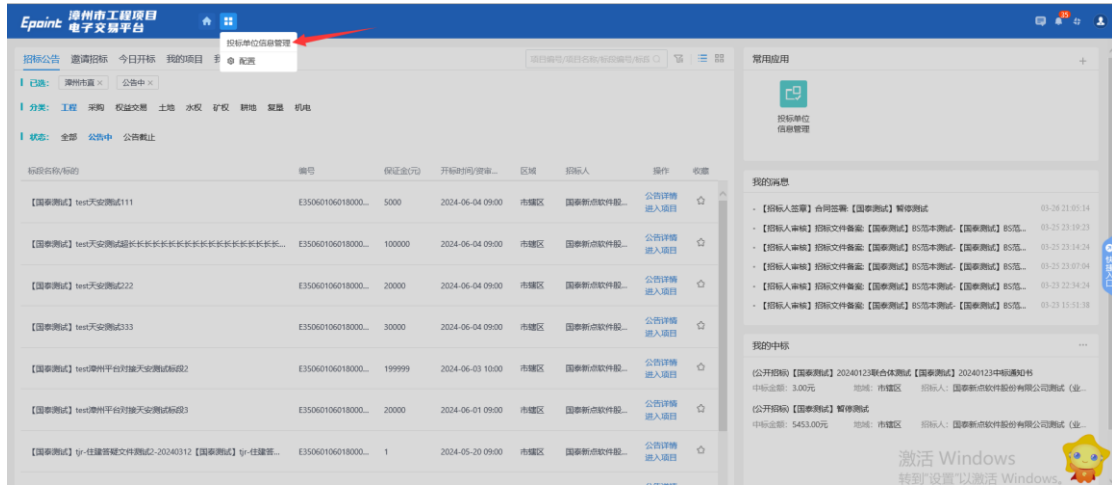 Epoint 漳州市工程项目
电子交易平台
35
投标单位信息管理
配置
招标公告 邀请招标 今日开标 我的项目
项目编号/项目名称/标段编号/标段
已选: 漳州市直× 公告中×
分类: 工程 采购 权益交易 土地 水权 矿权 耕地 复垦 机电
状态: 全部 公告中 公告截止
标段名称/标的 编号 保证金(元) 开标时间/资审... 区域 招标人 操作 收藏
【国泰测试】test天安测试111 E35060106018000... 5000 2024-06-04 09:00 市辖区 国泰新点软件股... 公告详情
进入项目
【国泰测试】test天安测试超长长长长长长长长长长长长长长长长长长... E35060106018000... 100000 2024-06-04 09:00 市辖区 国泰新点软件股... 公告详情
进入项目
【国泰测试】test天安测试222 E35060106018000... 20000 2024-06-04 09:00 市辖区 国泰新点软件股... 公告详情
进入项目
【国泰测试】test天安测试333 E35060106018000... 30000 2024-06-04 09:00 市辖区 国泰新点软件股... 公告详情
进入项目
【国泰测试】test漳州平台对接天安测试标段2 E35060106018000... 199999 2024-06-03 10:00 市辖区 国泰新点软件股... 公告详情
进入项目
【国泰测试】test漳州平台对接天安测试标段3 E35060106018000... 20000 2024-06-01 09:00 市辖区 国泰新点软件股... 公告详情
进入项目
【国泰测试】tjr-住建答疑文件测试2-20240312【国泰测试】tjr-住建答... E35060106018000... 1 2024-05-20 09:00 市辖区 国泰新点软件股... 公告详情
进入项目
常用应用
投标单位
信息管理
我的消息
【招标人签章】合同签署:【国泰测试】暂停测试 03-28 21:05:34
【招标人审核】招标文件备案:【国泰测试】BS范本测试-【国泰测试】BS范... 03-25 23:19:23
【招标人审核】招标文件备案:【国泰测试】BS范本测试-【国泰测试】BS范... 03-23 23:14:24
【招标人审核】招标文件备案:【国泰测试】BS范本测试-【国泰测试】BS范... 03-23 23:07:04
【招标人审核】招标文件备案:【国泰测试】BS范本测试-【国泰测试】BS范... 03-23 22:34:24
【招标人审核】招标文件备案:【国泰测试】BS范本测试-【国泰测试】BS范... 03-23 13:51:38
快速入口
我的中标 ...
(公开招标)【国泰测试】20240123联合体测试【国泰测试】20240123中标通知书
中标金额: 3.00元 地域: 市辖区 招标人: 国泰新点软件股份有限公司测试（业...
(公开招标)【国泰测试】暂停测试
中标金额: 5453.00元 地域: 市辖区 招标人: 国泰新点软件股份有限公司测试（业...
激活 Windows
转到"设置"以激活 Windows。